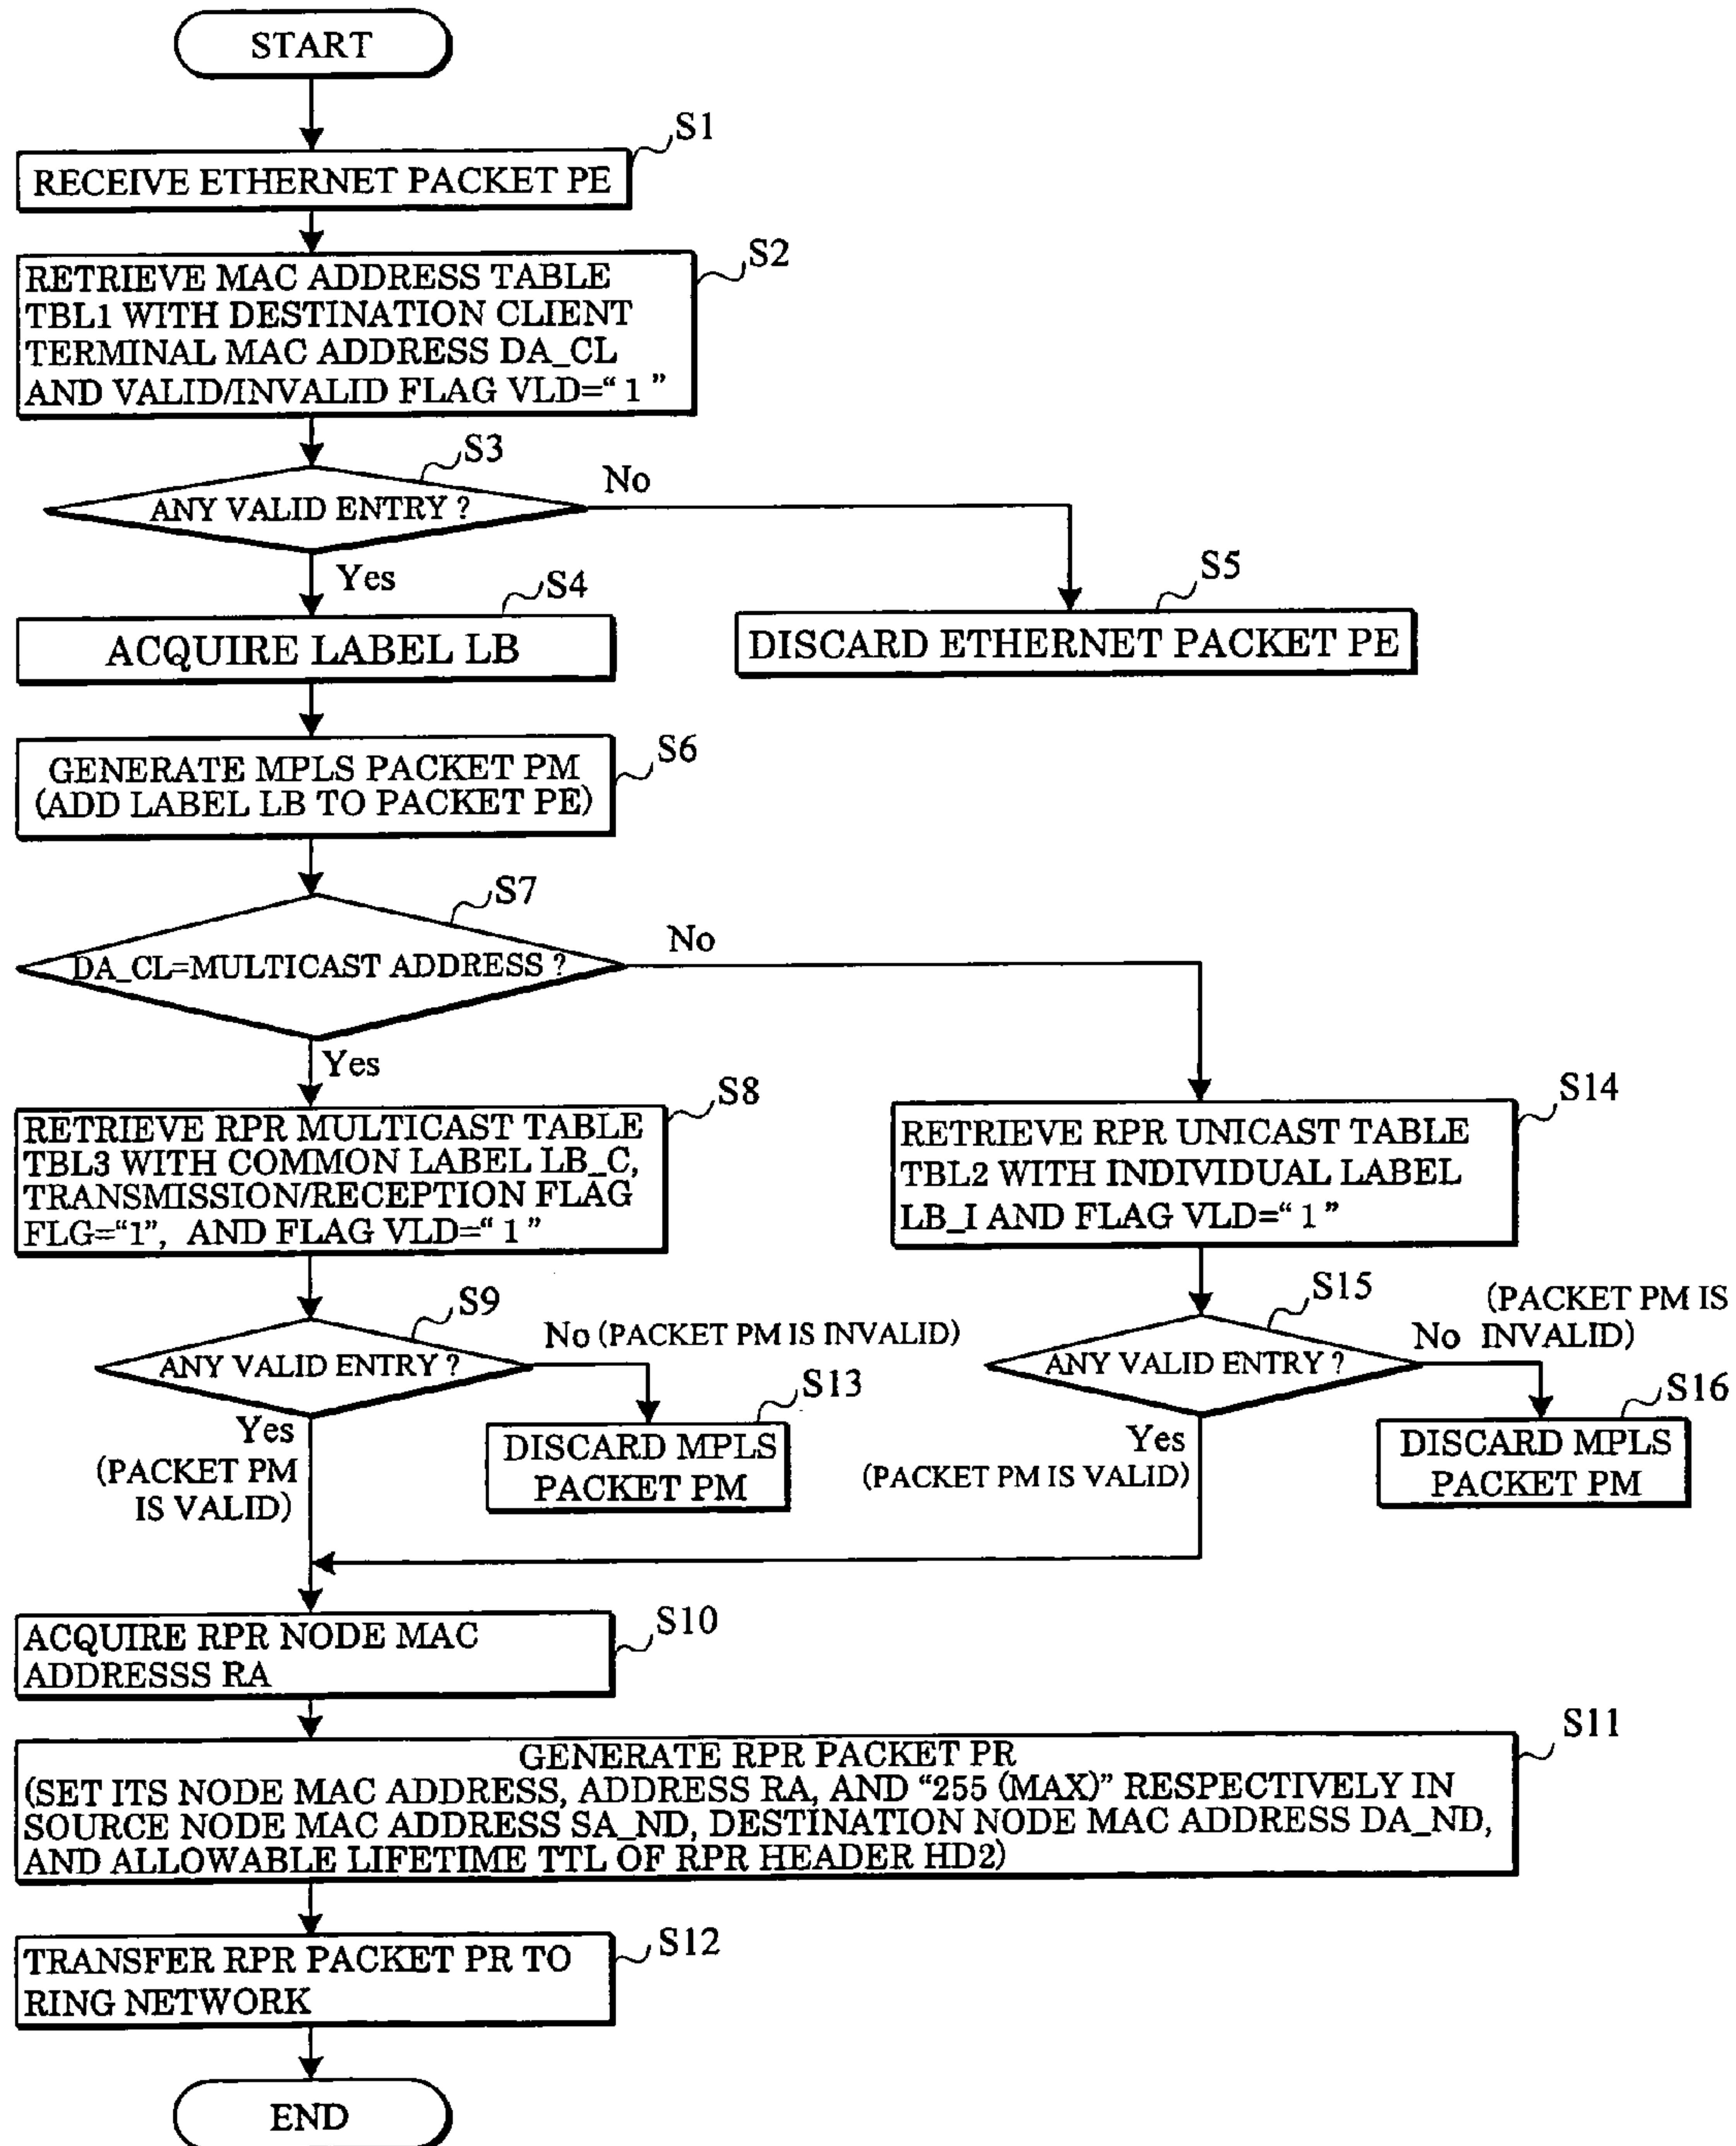 START
S1
RECEIVE ETHERNET PACKET PE
S2
RETRIEVE MAC ADDRESS TABLE
TBL1 WITH DESTINATION CLIENT
TERMINAL MAC ADDRESS DA_CL
AND VALID/INVALID FLAG VLD=“ 1 ”
S3
ANY VALID ENTRY ?
No
Yes
S4
ACQUIRE LABEL LB
S5
DISCARD ETHERNET PACKET PE
S6
GENERATE MPLS PACKET PM
(ADD LABEL LB TO PACKET PE)
S7
DA_CL=MULTICAST ADDRESS ?
No
Yes
S8
RETRIEVE RPR MULTICAST TABLE
TBL3 WITH COMMON LABEL LB_C,
TRANSMISSION/RECEPTION FLAG
FLG=“1”, AND FLAG VLD=“ 1 ”
S14
RETRIEVE RPR UNICAST TABLE
TBL2 WITH INDIVIDUAL LABEL
LB_I AND FLAG VLD=“ 1 ”
S9
ANY VALID ENTRY ?
No (PACKET PM IS INVALID)
Yes
(PACKET PM
IS VALID)
S13
DISCARD MPLS
PACKET PM
S15
ANY VALID ENTRY ?
(PACKET PM IS
No INVALID)
Yes
(PACKET PM IS VALID)
S16
DISCARD MPLS
PACKET PM
S10
ACQUIRE RPR NODE MAC
ADDRESSS RA
S11
GENERATE RPR PACKET PR
(SET ITS NODE MAC ADDRESS, ADDRESS RA, AND “255 (MAX)” RESPECTIVELY IN
SOURCE NODE MAC ADDRESS SA_ND, DESTINATION NODE MAC ADDRESS DA_ND,
AND ALLOWABLE LIFETIME TTL OF RPR HEADER HD2)
S12
TRANSFER RPR PACKET PR TO
RING NETWORK
END